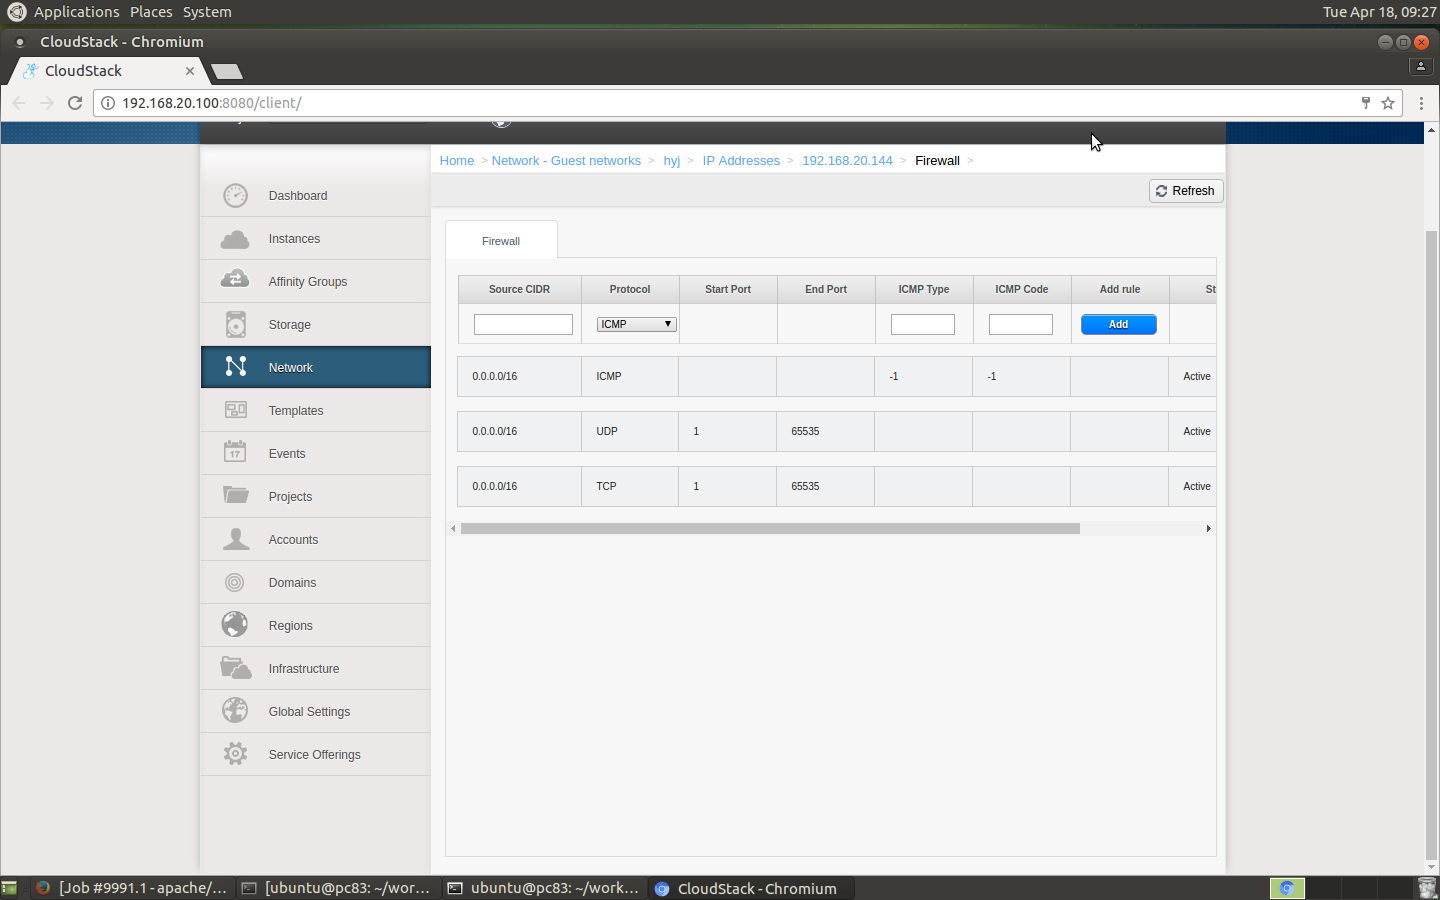 Applications Places System
Tue Apr 18, 09:27
CloudStack - Chromium
CloudStack
192.168.20.100:8080/client/
Home > Network - Guest networks > hyj > IP Addresses > 192.168.20.144 > Firewall >
Refresh
Dashboard
Instances
Affinity Groups
Storage
Network
Templates
17
Events
Projects
Accounts
Domains
Regions
Infrastructure
Global Settings
Service Offerings
Firewall
Source CIDR Protocol Start Port End Port ICMP Type ICMP Code Add rule St
ICMP Add
0.0.0.0/16 ICMP -1 -1 Active
0.0.0.0/16 UDP 1 65535 Active
0.0.0.0/16 TCP 1 65535 Active
[Job #9991.1 - apache/... [ubuntu@pc83: ~/wor... ubuntu@pc83: ~/work... CloudStack - Chromium